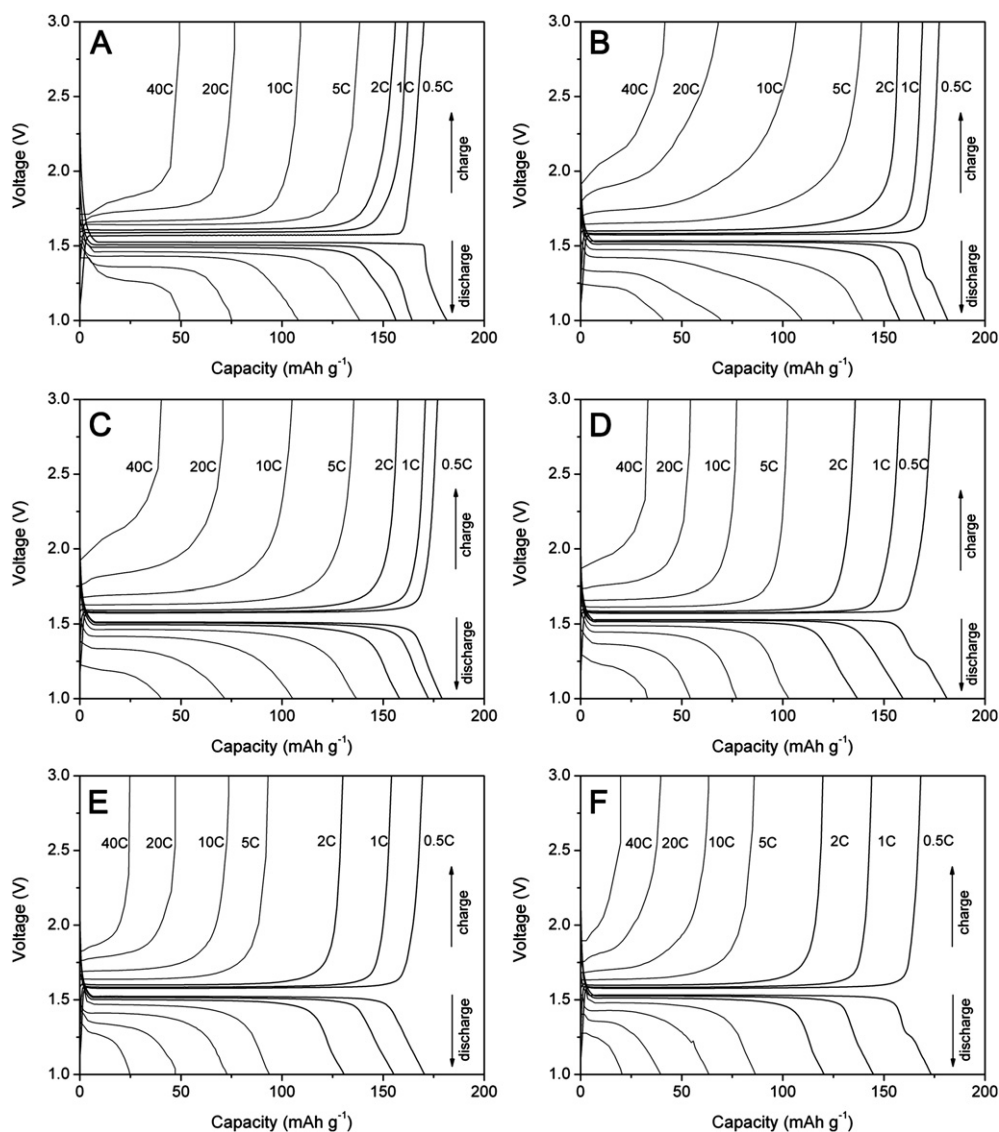 A
3.0
2.5
2.0
1.5
1.0
Voltage (V)
40C 20C 10C 5C 2C 1C 0.5C
charge
discharge
0 50 100 150 200
Capacity (mAh g⁻¹)
B
3.0
2.5
2.0
1.5
1.0
Voltage (V)
40C 20C 10C 5C 2C 1C 0.5C
charge
discharge
0 50 100 150 200
Capacity (mAh g⁻¹)
C
3.0
2.5
2.0
1.5
1.0
Voltage (V)
40C 20C 10C 5C 2C 1C 0.5C
charge
discharge
0 50 100 150 200
Capacity (mAh g⁻¹)
D
3.0
2.5
2.0
1.5
1.0
Voltage (V)
40C 20C 10C 5C 2C 1C 0.5C
charge
discharge
0 50 100 150 200
Capacity (mAh g⁻¹)
E
3.0
2.5
2.0
1.5
1.0
Voltage (V)
40C 20C 10C 5C 2C 1C 0.5C
charge
discharge
0 50 100 150 200
Capacity (mAh g⁻¹)
F
3.0
2.5
2.0
1.5
1.0
Voltage (V)
40C 20C 10C 5C 2C 1C 0.5C
charge
discharge
0 50 100 150 200
Capacity (mAh g⁻¹)